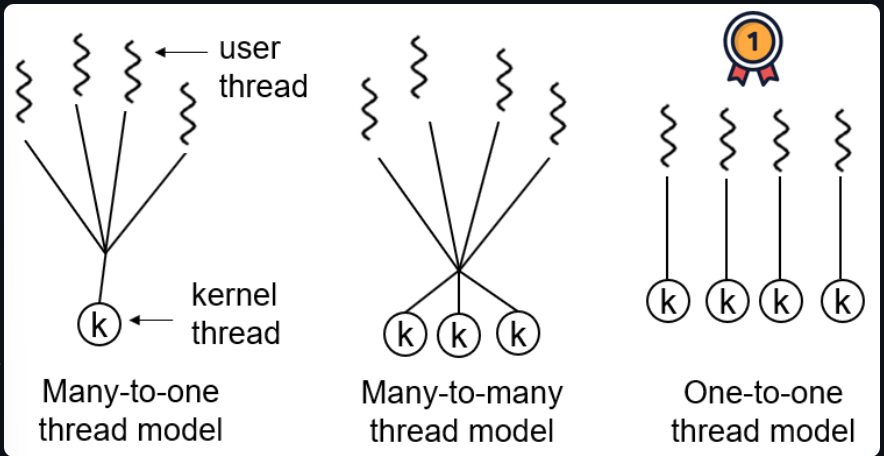 1
user
thread
kernel
thread
k
k
k
k
k
k
k
k
Many-to-one
thread model
Many-to-many
thread model
One-to-one
thread model